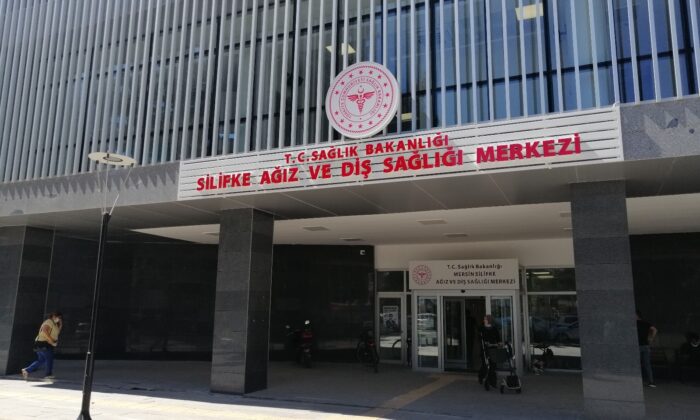 T.C. SAĞLIK BAKANLIĞI
SİLİFKE AĞIZ VE DİŞ SAĞLIĞI MERKEZİ
T.C. Sağlık Bakanlığı
MERSİN SİLİFKE
AĞIZ VE DİŞ SAĞLIĞI MERKEZİ